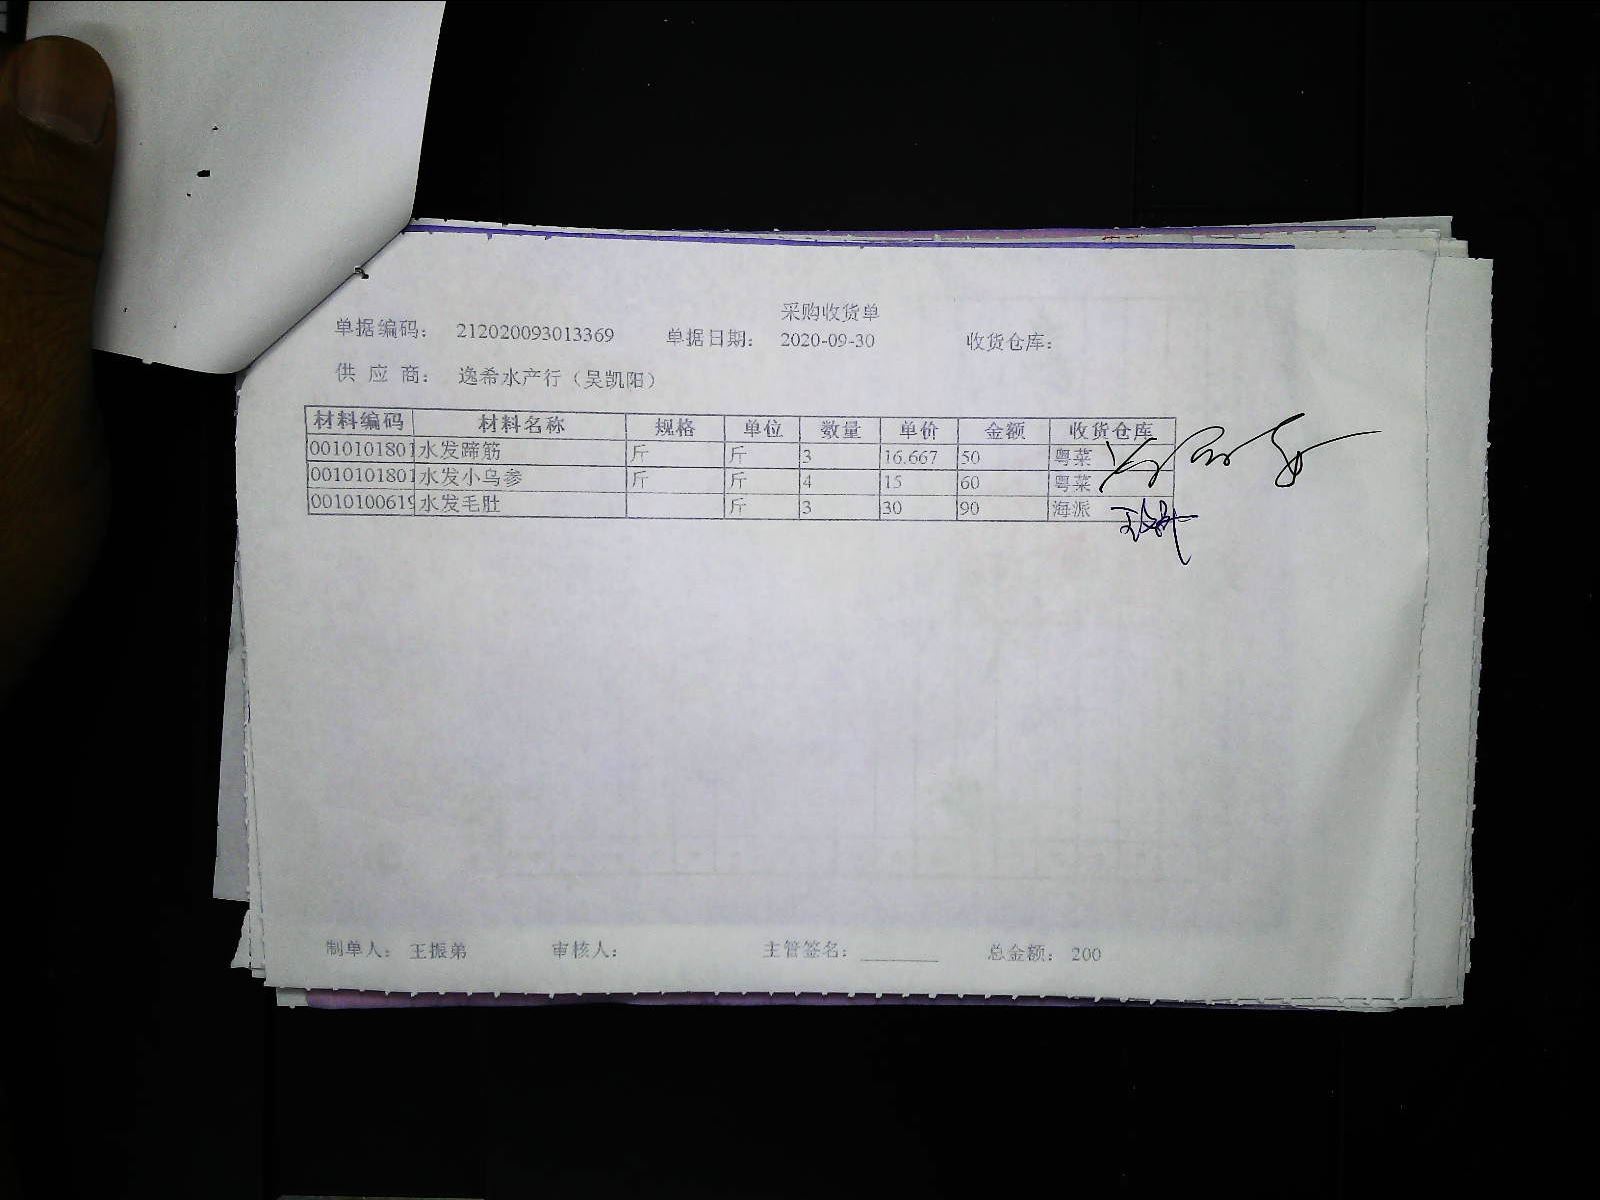 采购收货单
单据编码: 212020093013369 单据日期: 2020-09-30 收货仓库:
供 应 商: 逸希水产行（吴凯阳）
材料编码 材料名称 规格 单位 数量 单价 金额 收货仓库
0010101801 水发蹄筋 斤 斤 3 16.667 50 粤菜
0010101801 水发小乌参 斤 斤 4 15 60 粤菜
001010061 水发毛肚 斤 3 30 90 海派
制单人: 王振弟 审核人: 主管签名: ________ 总金额: 200